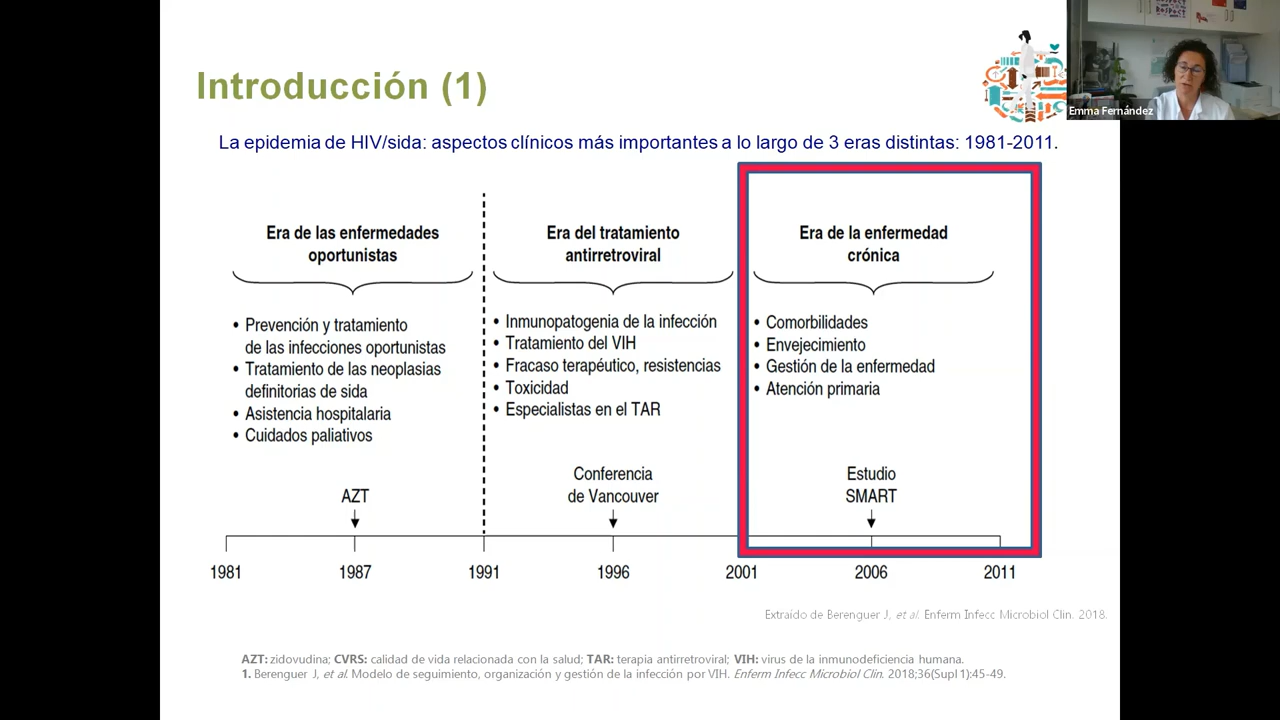 Introducción (1)
Emma Fernández
La epidemia de HIV/sida: aspectos clínicos más importantes a lo largo de 3 eras distintas: 1981-2011.
Era de las enfermedades
oportunistas
• Prevención y tratamiento
de las infecciones oportunistas
• Tratamiento de las neoplasias
definitorias de sida
• Asistencia hospitalaria
• Cuidados paliativos
Era del tratamiento
antirretroviral
• Inmunopatogenia de la infección
• Tratamiento del VIH
• Fracaso terapéutico, resistencias
• Toxicidad
• Especialistas en el TAR
Era de la enfermedad
crónica
• Comorbilidades
• Envejecimiento
• Gestión de la enfermedad
• Atención primaria
AZT
Conferencia
de Vancouver
Estudio
SMART
1981 1987 1991 1996 2001 2006 2011
Extraido de Berenguer J, et al. Enferm Infecc Microbiol Clin. 2018.
AZT: zidovudina; CVRS: calidad de vida relacionada con la salud; TAR: terapia antirretroviral; VIH: virus de la inmunodeficiencia humana.
1. Berenguer J, et al. Modelo de seguimiento, organización y gestión de la infección por VIH. Enferm Infecc Microbiol Clin. 2018;36(Supl 1):45-49.